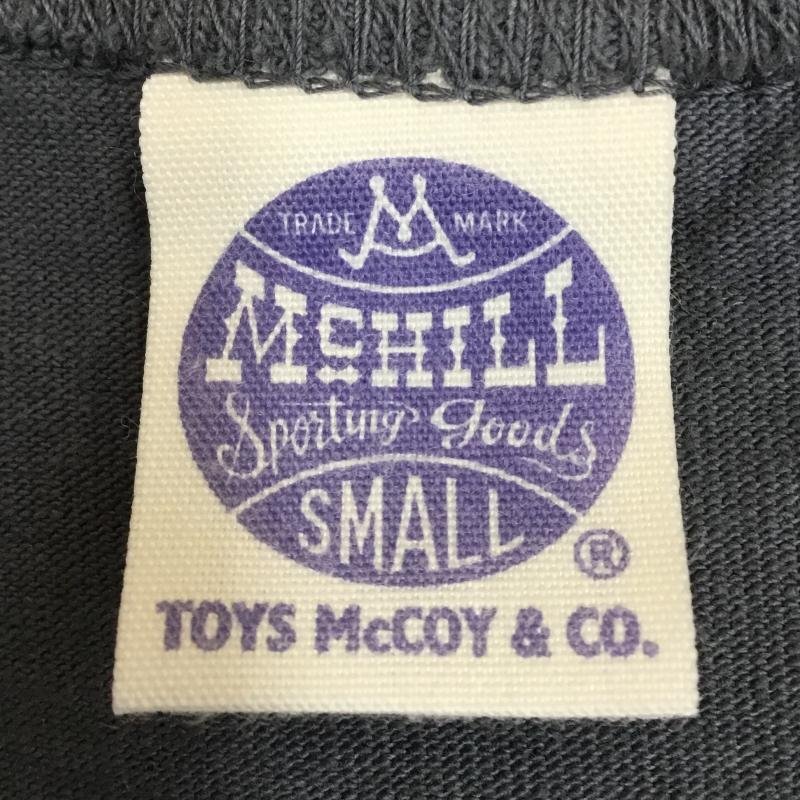 TRADE M MARK
McHILL
Sporting Goods
SMALL
®
TOYS McCOY & CO.